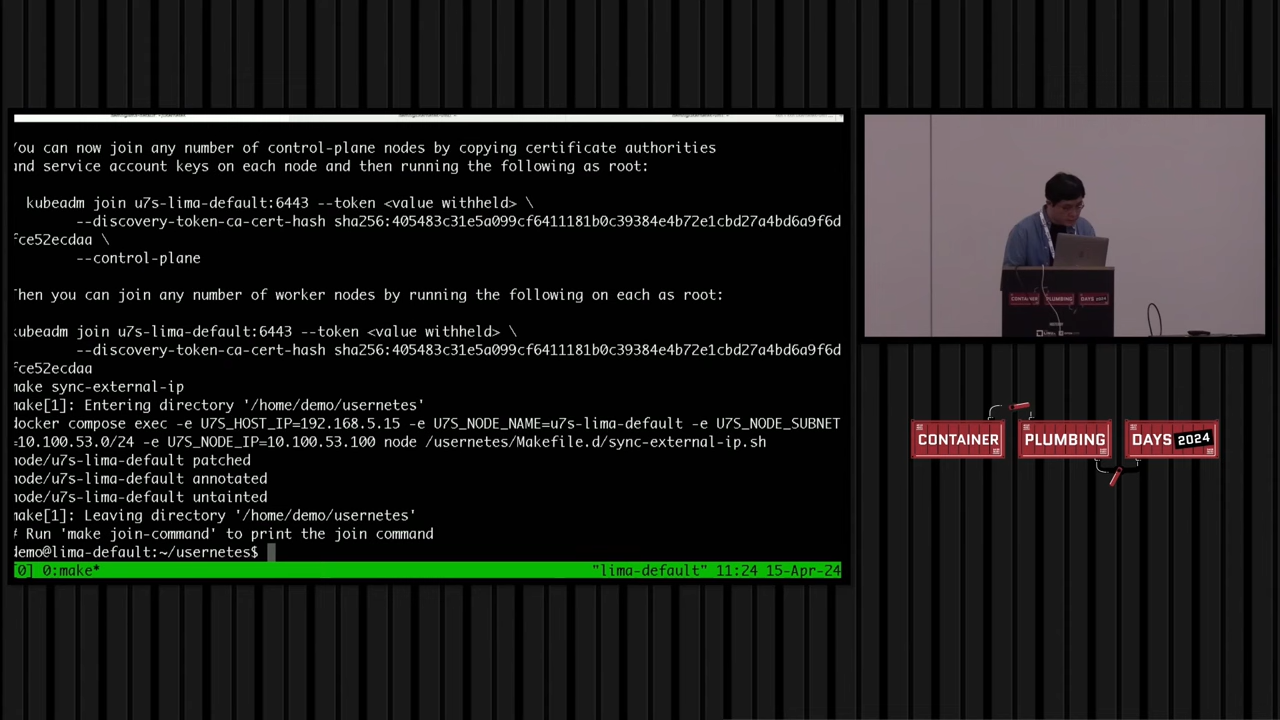 You can now join any number of control-plane nodes by copying certificate authorities
and service account keys on each node and then running the following as root:
kubeadm join u7s-lima-default:6443 --token <value withheld> \
--discovery-token-ca-cert-hash sha256:405483c31e5a099cf6411181b0c39384e4b72e1cbd27a4bd6a9f6d
fce52ecdaa \
--control-plane
Then you can join any number of worker nodes by running the following on each as root:
kubeadm join u7s-lima-default:6443 --token <value withheld> \
--discovery-token-ca-cert-hash sha256:405483c31e5a099cf6411181b0c39384e4b72e1cbd27a4bd6a9f6d
fce52ecdaa
make sync-external-ip
make[1]: Entering directory '/home/demo/usernetes'
docker compose exec -e U7S_HOST_IP=192.168.5.15 -e U7S_NODE_NAME=u7s-lima-default -e U7S_NODE_SUBNET
=10.100.53.0/24 -e U7S_NODE_IP=10.100.53.100 node /usernetes/Makefile.d/sync-external-ip.sh
node/u7s-lima-default patched
node/u7s-lima-default annotated
node/u7s-lima-default untainted
make[1]: Leaving directory '/home/demo/usernetes'
# Run 'make join-command' to print the join command
demo@lima-default:~/usernetes$
[0] 0:make* "lima-default" 11:24 15-Apr-24
CONTAINER PLUMBING DAYS 2024
CONTAINER PLUMBING DAYS 2024